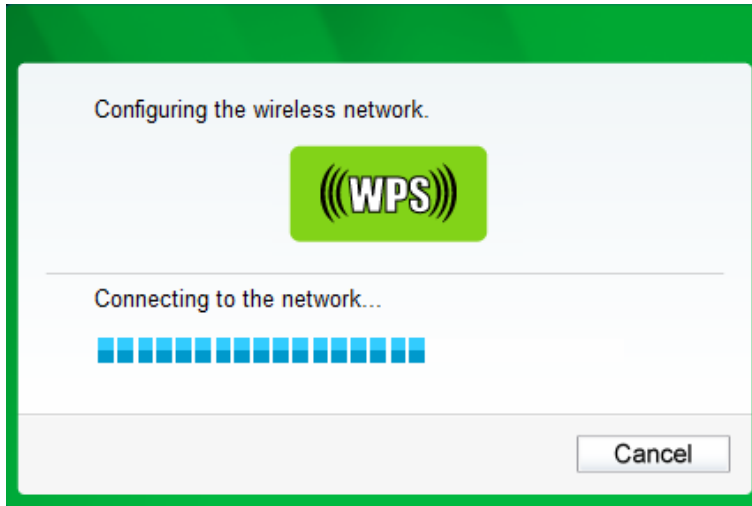 Configuring the wireless network.
(((WPS)))
Connecting to the network...
Cancel